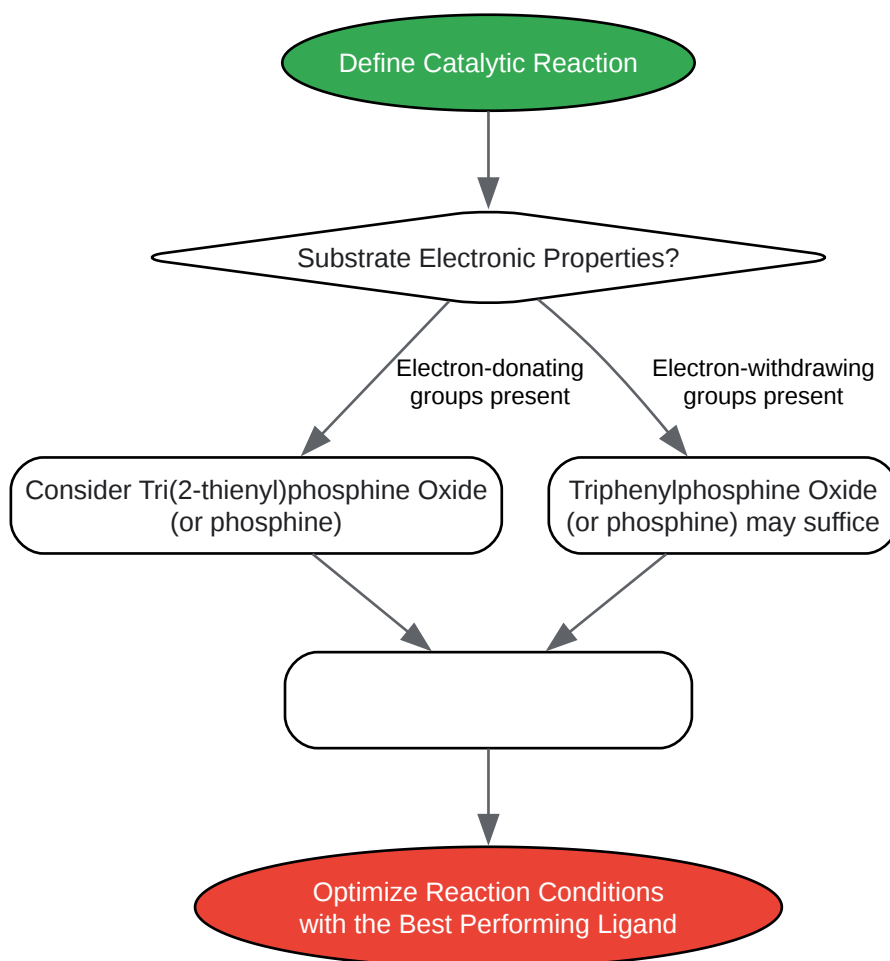 Define Catalytic Reaction
Substrate Electronic Properties?
Electron-donating
groups present
Electron-withdrawing
groups present
Consider Tri(2-thienyl)phosphine Oxide
(or phosphine)
Triphenylphosphine Oxide
(or phosphine) may suffice
Optimize Reaction Conditions
with the Best Performing Ligand